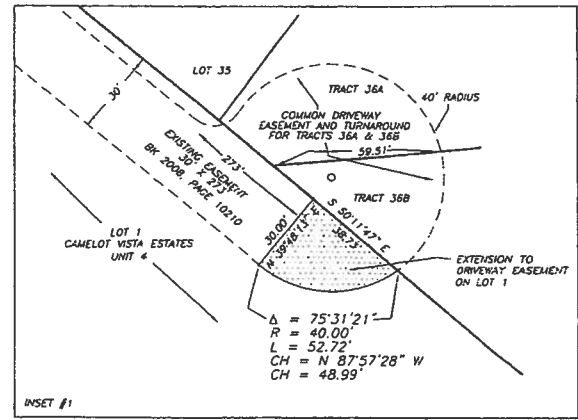 LOT 35
TRACT 36A
40' RADIUS
COMMON DRIVEWAY
EASEMENT AND TURNAROUND
FOR TRACTS 36A & 36B
59.51'
30'
273'
EXISTING EASEMENT
30' X 273'
BK 2008, PAGE 10210
TRACT 36B
S 50°11'47" E
38.73'
30.00'
N 39°48'13" E
LOT 1
CAMELOT VISTA ESTATES
UNIT 4
EXTENSION TO
DRIVEWAY EASEMENT
ON LOT 1
Δ = 75°31'21"
R = 40.00'
L = 52.72'
CH = N 87°57'28" W
CH = 48.99'
INSET #1